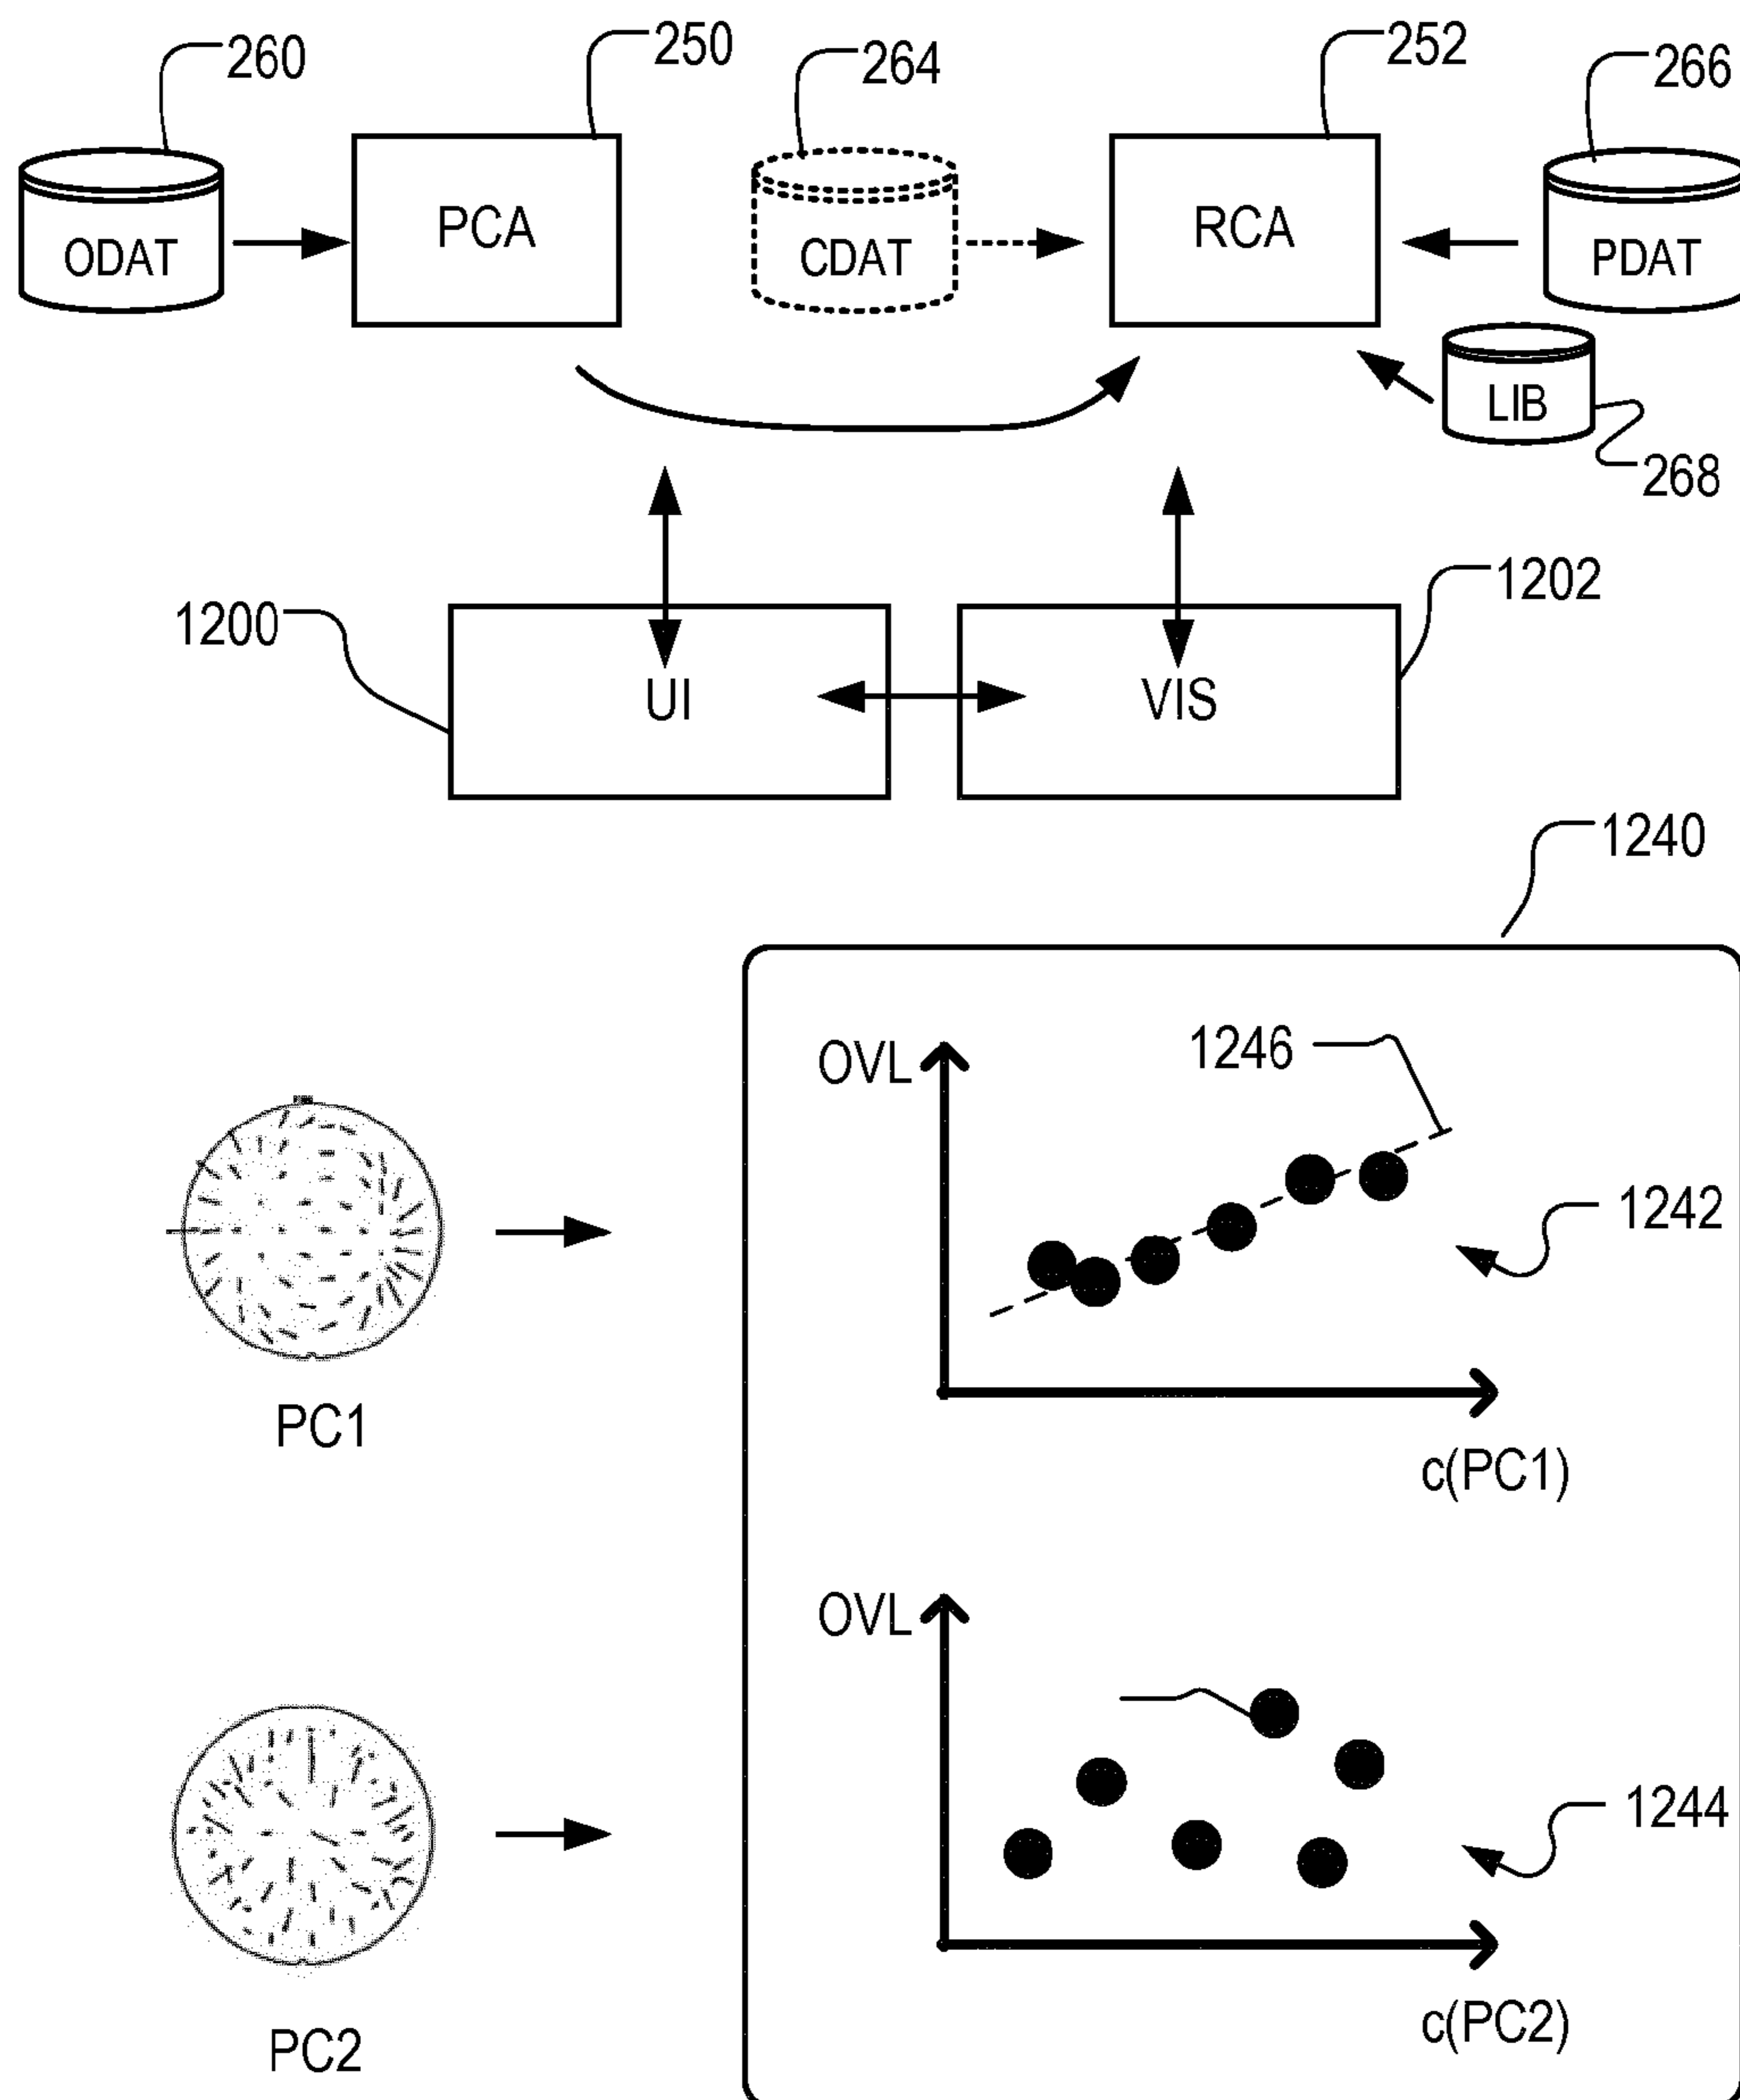 260
250
264
252
266
ODAT
PCA
CDAT
RCA
PDAT
LIB
268
1200
1202
UI
VIS
1240
OVL
1246
1242
PC1
c(PC1)
OVL
1244
PC2
c(PC2)